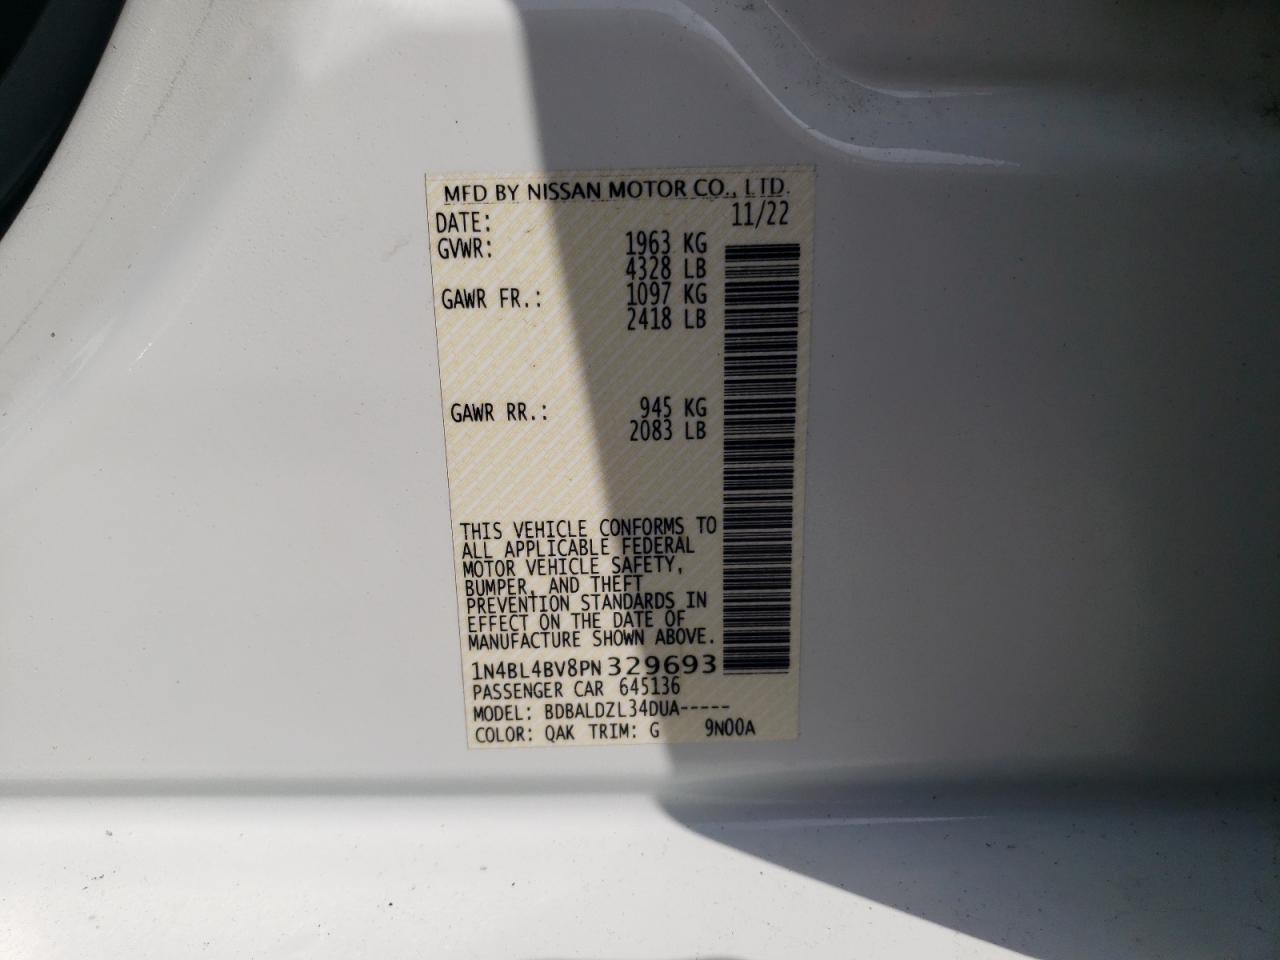 MFD BY NISSAN MOTOR CO., LTD.
DATE: 11/22
GVWR: 1963 KG
4328 LB
GAWR FR.: 1097 KG
2418 LB
GAWR RR.: 945 KG
2083 LB
THIS VEHICLE CONFORMS TO
ALL APPLICABLE FEDERAL
MOTOR VEHICLE SAFETY,
BUMPER, AND THEFT
PREVENTION STANDARDS IN
EFFECT ON THE DATE OF
MANUFACTURE SHOWN ABOVE.
1N4BL4BV8PN329693
PASSENGER CAR 645136
MODEL: BDBALDZL34DUA-----
COLOR: QAK TRIM: G 9N00A